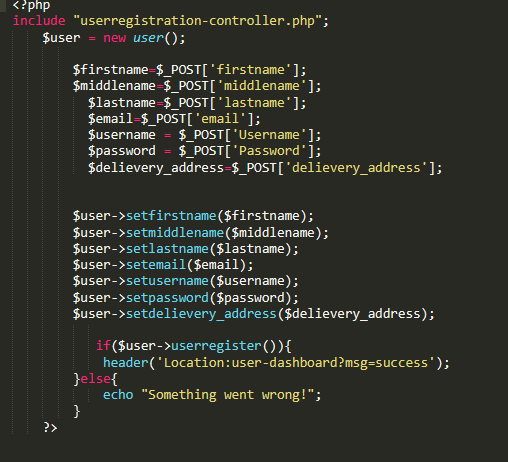 <?php
include "userregistration-controller.php";
$user = new user();
$firstname=$_POST['firstname'];
$middlename=$_POST['middlename'];
$lastname=$_POST['lastname'];
$email=$_POST['email'];
$username = $_POST['Username'];
$password = $_POST['Password'];
$delievery_address=$_POST['delievery_address'];
$user->setfirstname($firstname);
$user->setmiddlename($middlename);
$user->setlastname($lastname);
$user->setemail($email);
$user->setusername($username);
$user->setpassword($password);
$user->setdelievery_address($delievery_address);
if($user->userregister()){
header('Location:user-dashboard?msg=success');
}else{
echo "Something went wrong!";
}
?>